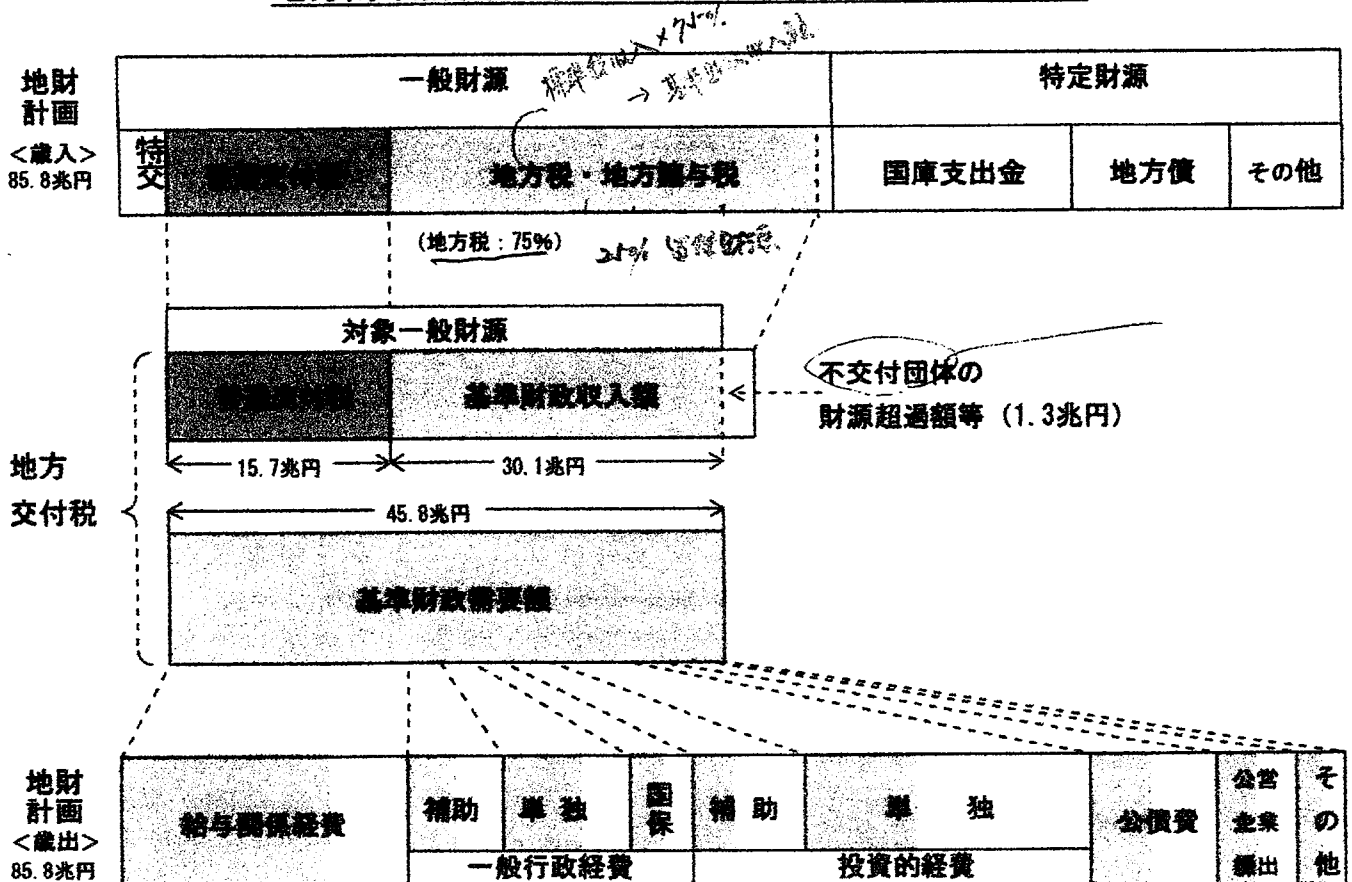 地財計画
<歳入>
85.8兆円
一般財源
特定財源
特交
地方税・地方譲与税
国庫支出金
地方債
その他
×75%
(地方税:75%)
25%
対象一般財源
基準財政収入額
不交付団体の
財源超過額等(1.3兆円)
15.7兆円
30.1兆円
地方
交付税
45.8兆円
基準財政需要額
地財計画
<歳出>
85.8兆円
給与関係経費
補助
単独
国保
補助
単独
公債費
公営企業繰出
その他
一般行政経費
投資的経費